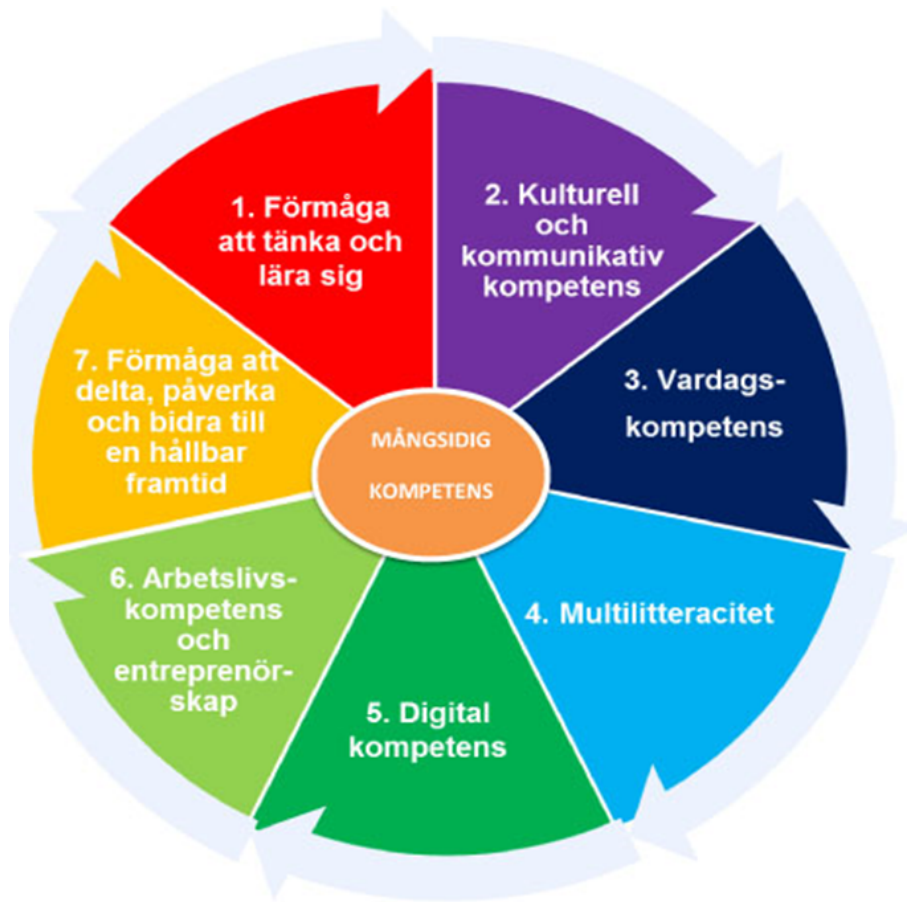 1. Förmåga
att tänka och
lära sig
2. Kulturell
och
kommunikativ
kompetens
3. Vardags-
kompetens
4. Multilitteracitet
5. Digital
kompetens
6. Arbetslivs-
kompetens
och
entreprenör-
skap
7. Förmåga att
delta, påverka
och bidra till
en hållbar
framtid
MÅNGSIDIG
KOMPETENS